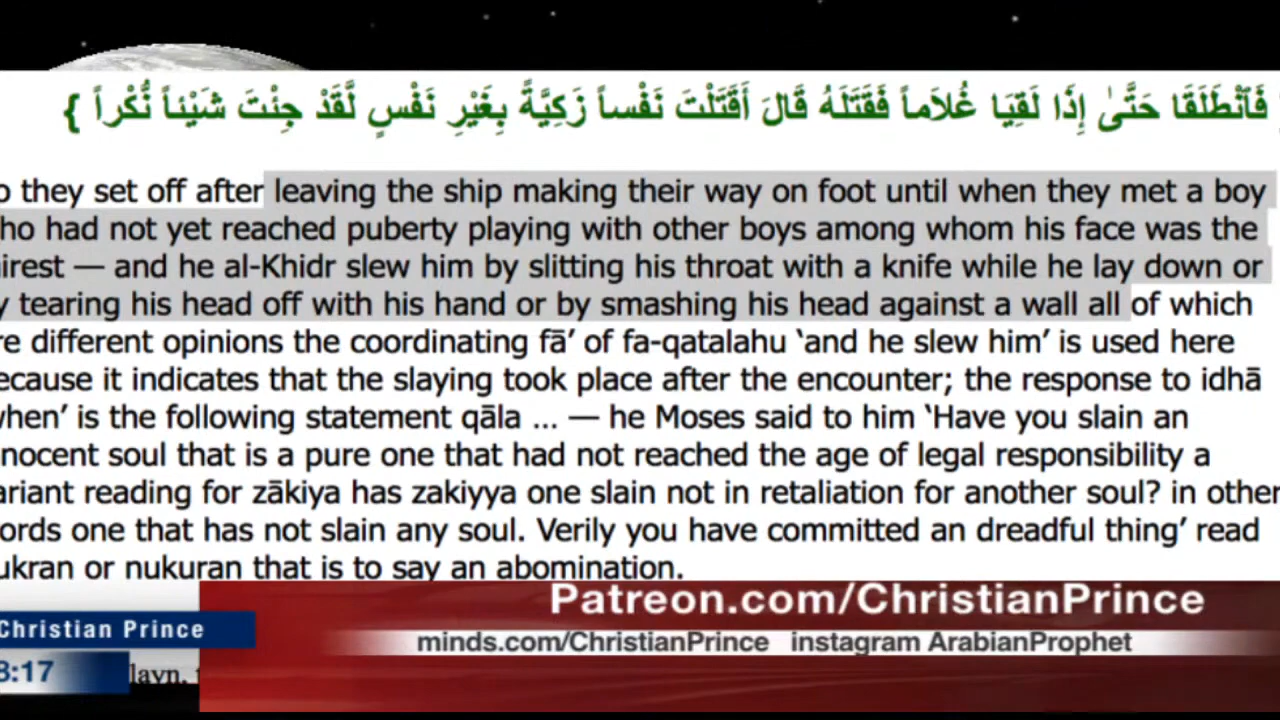 فَٱنْطَلَقَا حَتَّىٰ إِذَا لَقِيَا غُلاَماً فَقَتَلَهُ قَالَ أَقَتَلْتَ نَفْساً زَكِيَّةً بِغَيْرِ نَفْسٍ لَّقَدْ جِئْتَ شَيْئاً نُّكْراً }
o they set off after leaving the ship making their way on foot until when they met a boy
ho had not yet reached puberty playing with other boys among whom his face was the
irest — and he al-Khidr slew him by slitting his throat with a knife while he lay down or
y tearing his head off with his hand or by smashing his head against a wall all of which
re different opinions the coordinating fā’ of fa-qatalahu ‘and he slew him’ is used here
ecause it indicates that the slaying took place after the encounter; the response to idhā
when’ is the following statement qāla ... — he Moses said to him ‘Have you slain an
nnocent soul that is a pure one that had not reached the age of legal responsibility a
ariant reading for zākiya has zakiyya one slain not in retaliation for another soul? in other
ords one that has not slain any soul. Verily you have committed an dreadful thing’ read
ukran or nukuran that is to say an abomination.
Patreon.com/ChristianPrince
Christian Prince
minds.com/ChristianPrince instagram ArabianProphet
8:17
layn,